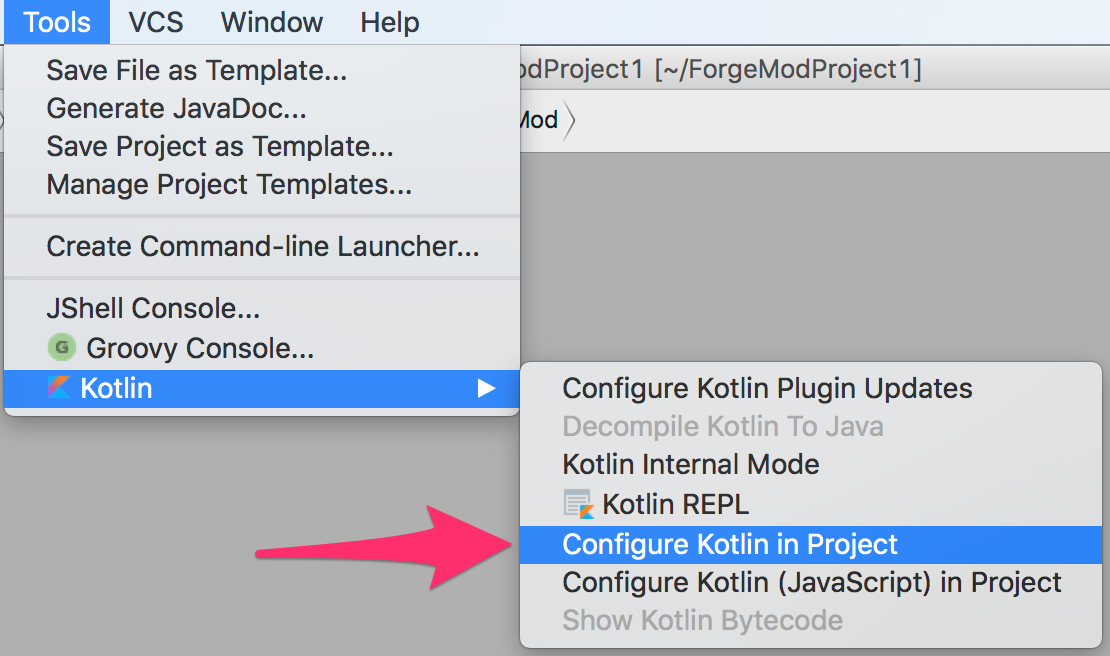 Tools VCS Window Help
Save File as Template...
Generate JavaDoc...
Save Project as Template...
Manage Project Templates...
Create Command-line Launcher...
JShell Console...
G Groovy Console...
Kotlin
odProject1 [~/ForgeModProject1]
Mod
Configure Kotlin Plugin Updates
Decompile Kotlin To Java
Kotlin Internal Mode
Kotlin REPL
Configure Kotlin in Project
Configure Kotlin (JavaScript) in Project
Show Kotlin Bytecode